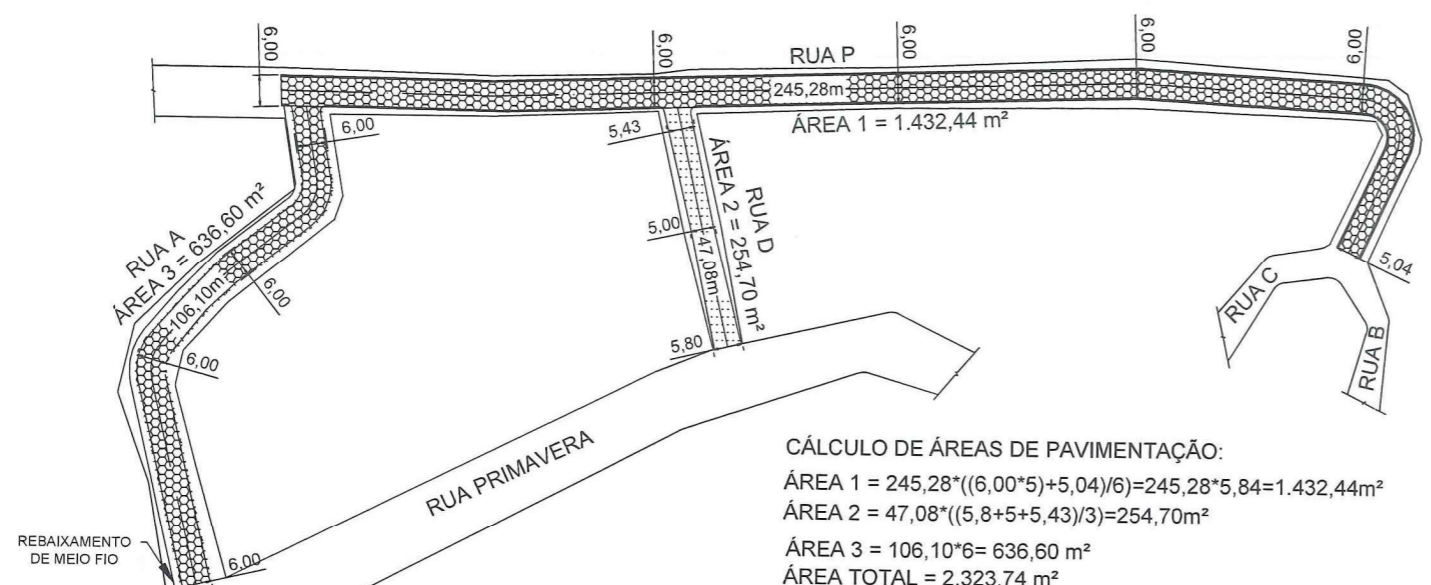 6,00
6,00
6,00
6,00
6,00
RUA P
245,28m
ÁREA 1 = 1.432,44 m²
6,00
5,43
RUA D
ÁREA 2 = 254,70 m²
5,00
47,08m
5,80
RUA A
ÁREA 3 = 636,60 m²
106,10m
6,00
6,00
5,04
RUA C
RUA B
RUA PRIMAVERA
REBAIXAMENTO
DE MEIO FIO
6,00
CÁLCULO DE ÁREAS DE PAVIMENTAÇÃO:
ÁREA 1 = 245,28*((6,00*5)+5,04)/6)=245,28*5,84=1.432,44m²
ÁREA 2 = 47,08*((5,8+5+5,43)/3)=254,70m²
ÁREA 3 = 106,10*6= 636,60 m²
ÁREA TOTAL = 2.323,74 m²